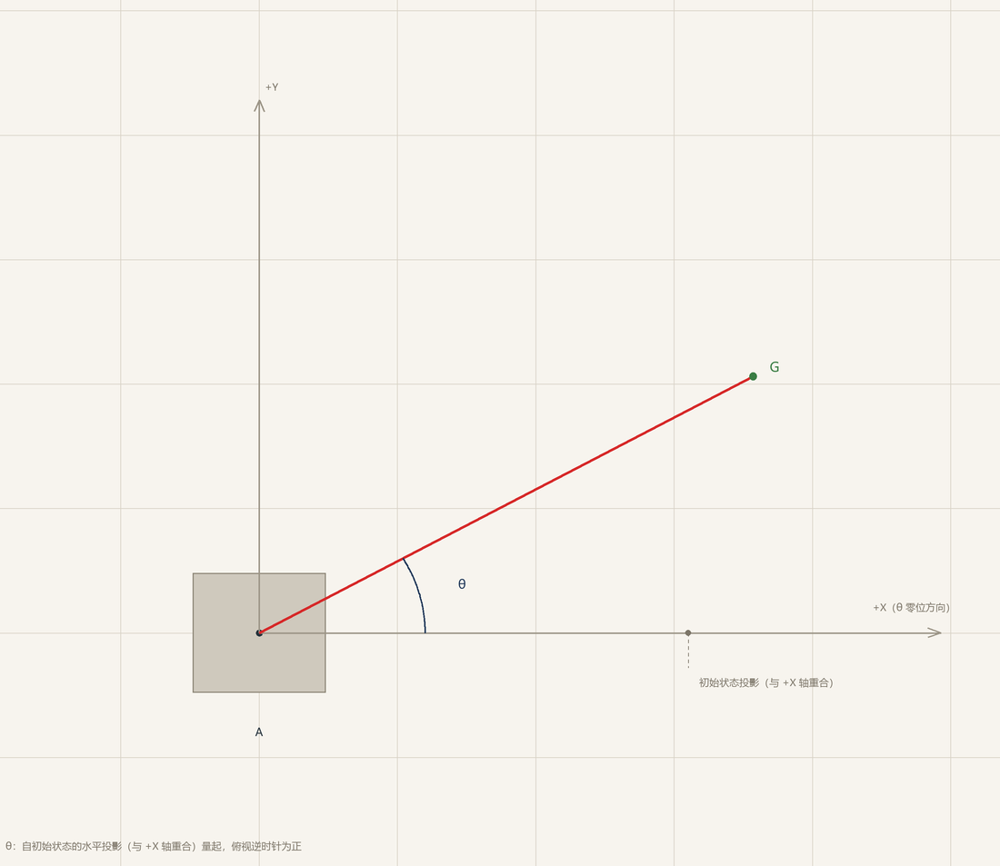 +Y
G
θ
+X（θ 零位方向）
初始状态投影（与 +X 轴重合）
A
θ：自初始状态的水平投影（与 +X 轴重合）量起，俯视逆时针为正